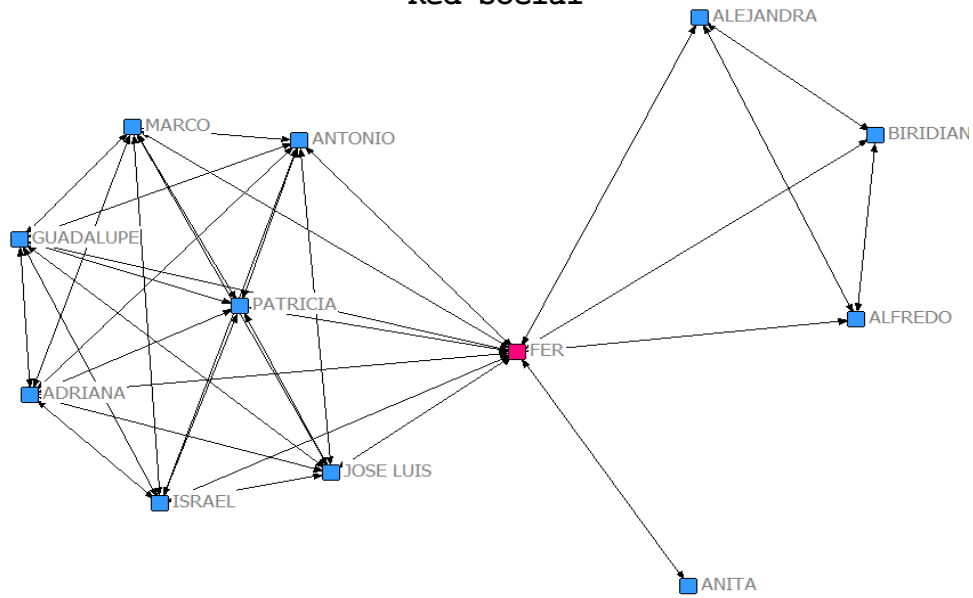 Red Social
ALEJANDRA
MARCO
ANTONIO
BIRIDIAN
GUADALUPE
PATRICIA
ALFREDO
FER
ADRIANA
JOSE LUIS
ISRAEL
ANITA